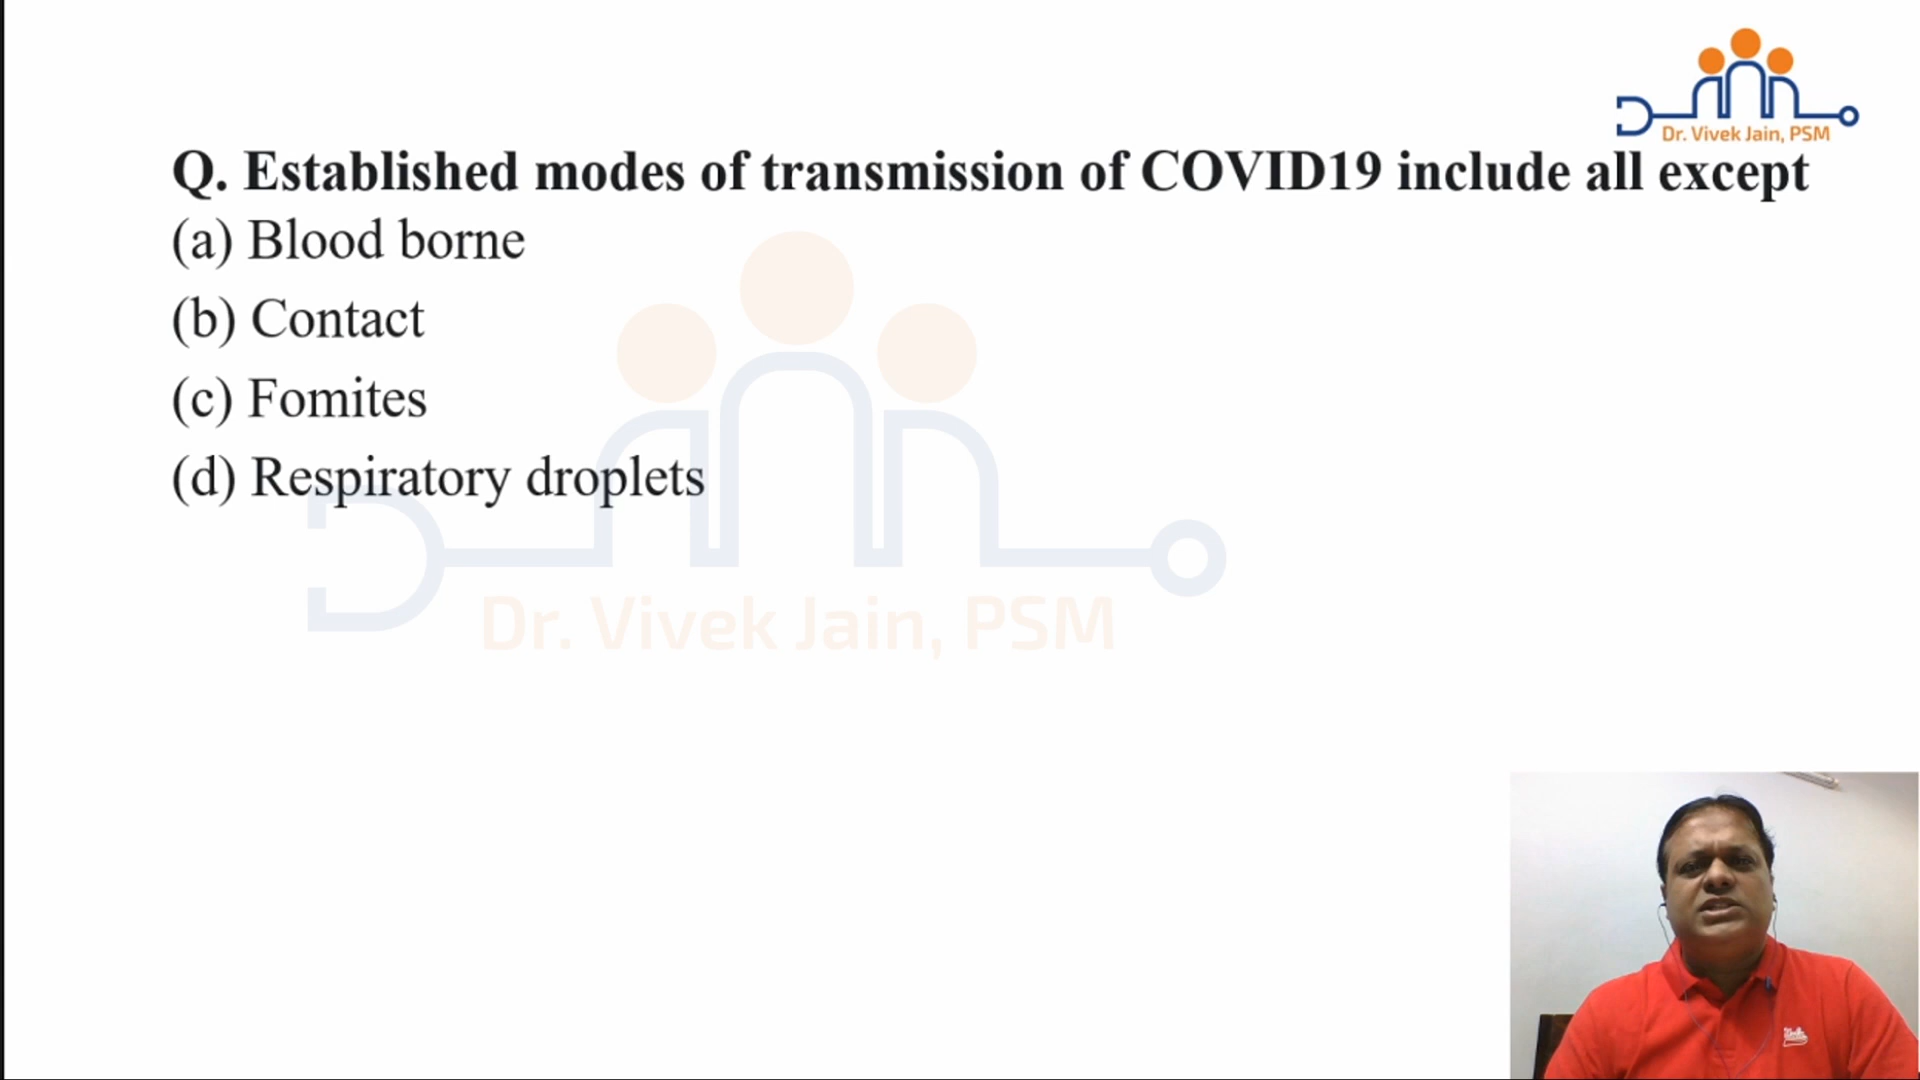 Dr. Vivek Jain, PSM
Q. Established modes of transmission of COVID19 include all except
(a) Blood borne
(b) Contact
(c) Fomites
(d) Respiratory droplets
Dr. Vivek Jain, PSM